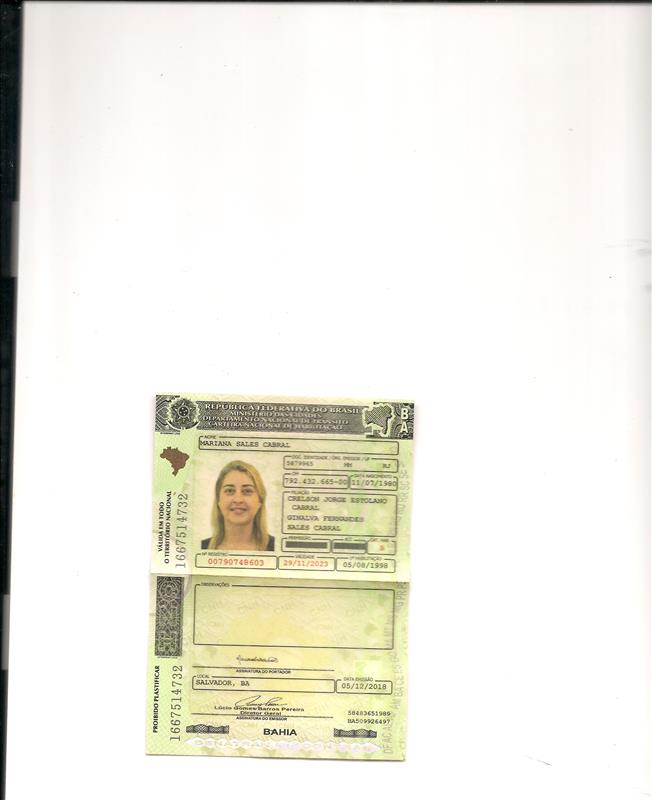 REPÚBLICA FEDERATIVA DO BRASIL
MINISTÉRIO DAS CIDADES
DEPARTAMENTO NACIONAL DE TRÂNSITO
CARTEIRA NACIONAL DE HABILITAÇÃO
BA
NOME
MARIANA SALES CABRAL
DOC. IDENTIDADE / ÓRG. EMISSOR / UF
5879965 MM RJ
CPF
792.432.665-00
DATA NASCIMENTO
11/07/1980
FILIAÇÃO
CRELSON JORGE ESTOLANO
CABRAL
GINALVA FERNANDES
SALES CABRAL
PERMISSÃO
ACC
CAT. HAB.
B
Nº REGISTRO
00790748603
VALIDADE
29/11/2023
1ª HABILITAÇÃO
05/08/1998
VÁLIDA EM TODO
O TERRITÓRIO NACIONAL
1667514732
OBSERVAÇÕES
ASSINATURA DO PORTADOR
LOCAL
SALVADOR, BA
DATA EMISSÃO
05/12/2018
Lúcio Gomes Barros Pereira
Diretor Geral
ASSINATURA DO EMISSOR
58483651989
BA509926497
BAHIA
PROIBIDO PLASTIFICAR
1667514732